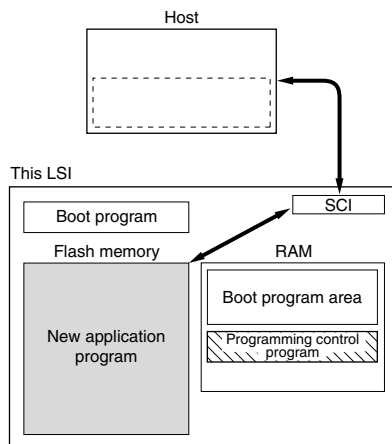 Host
This LSI
SCI
Boot program
Flash memory
RAM
New application
program
Boot program area
Programming control
program